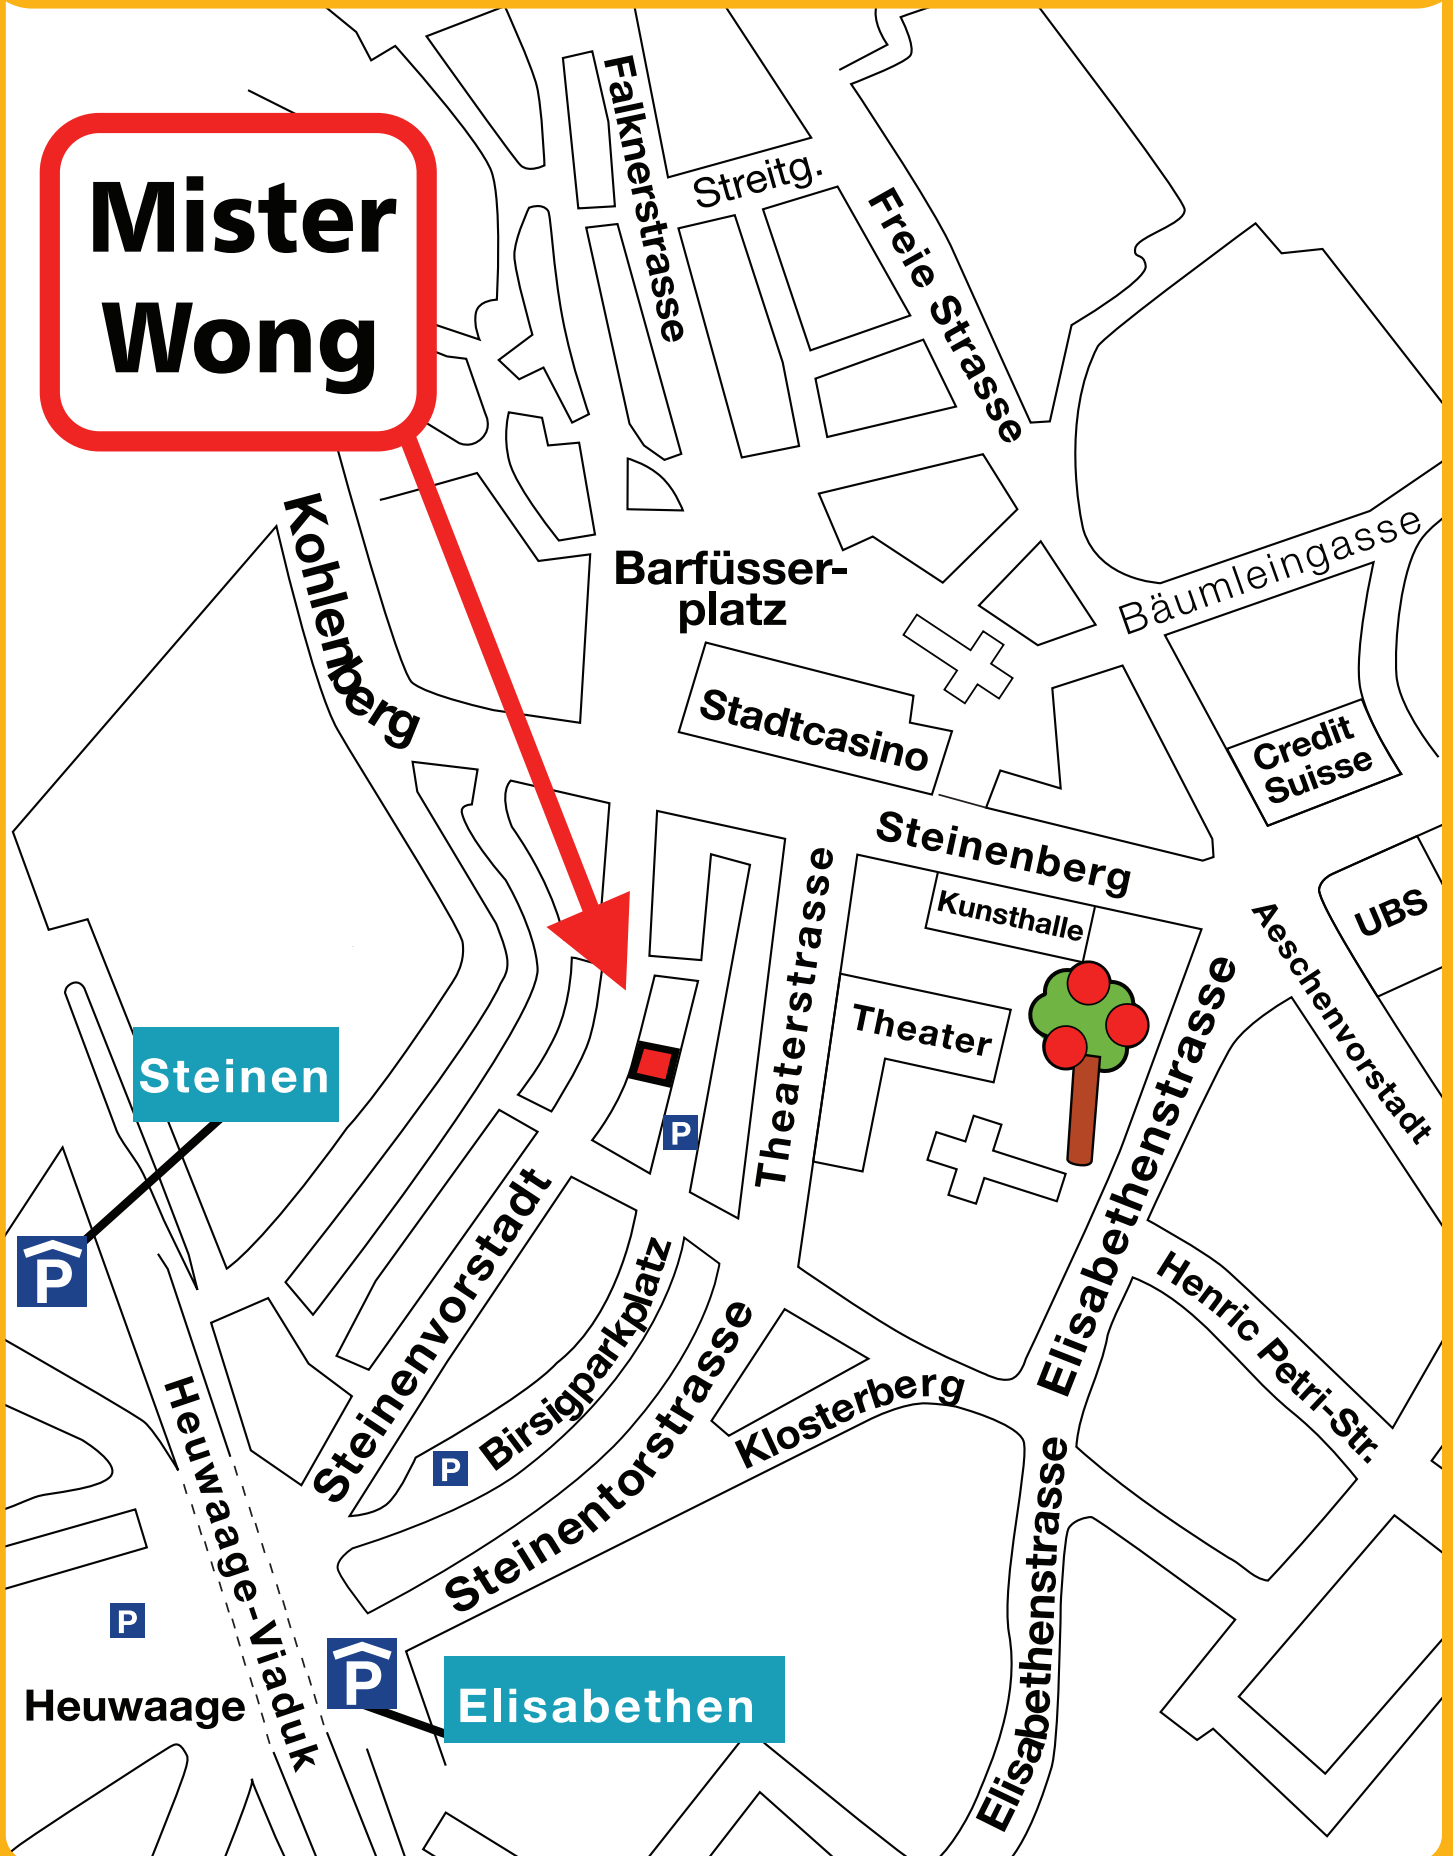 Falknerstrasse
Streitg.
Freie Strasse
Mister
Wong
Kohlenberg
Barfüsser-
platz
Bäumleingasse
Stadtcasino
Credit
Suisse
Steinenberg
Kunsthalle
UBS
Aeschenvorstadt
Theaterstrasse
Theater
Elisabethenstrasse
Steinen
P
P
Steinenvorstadt
Birsigparkplatz
P
Steinentorstrasse
Klosterberg
Henric Petri-Str.
Heuwaage-Viaduk
Elisabethenstrasse
P
P
Heuwaage
Elisabethen